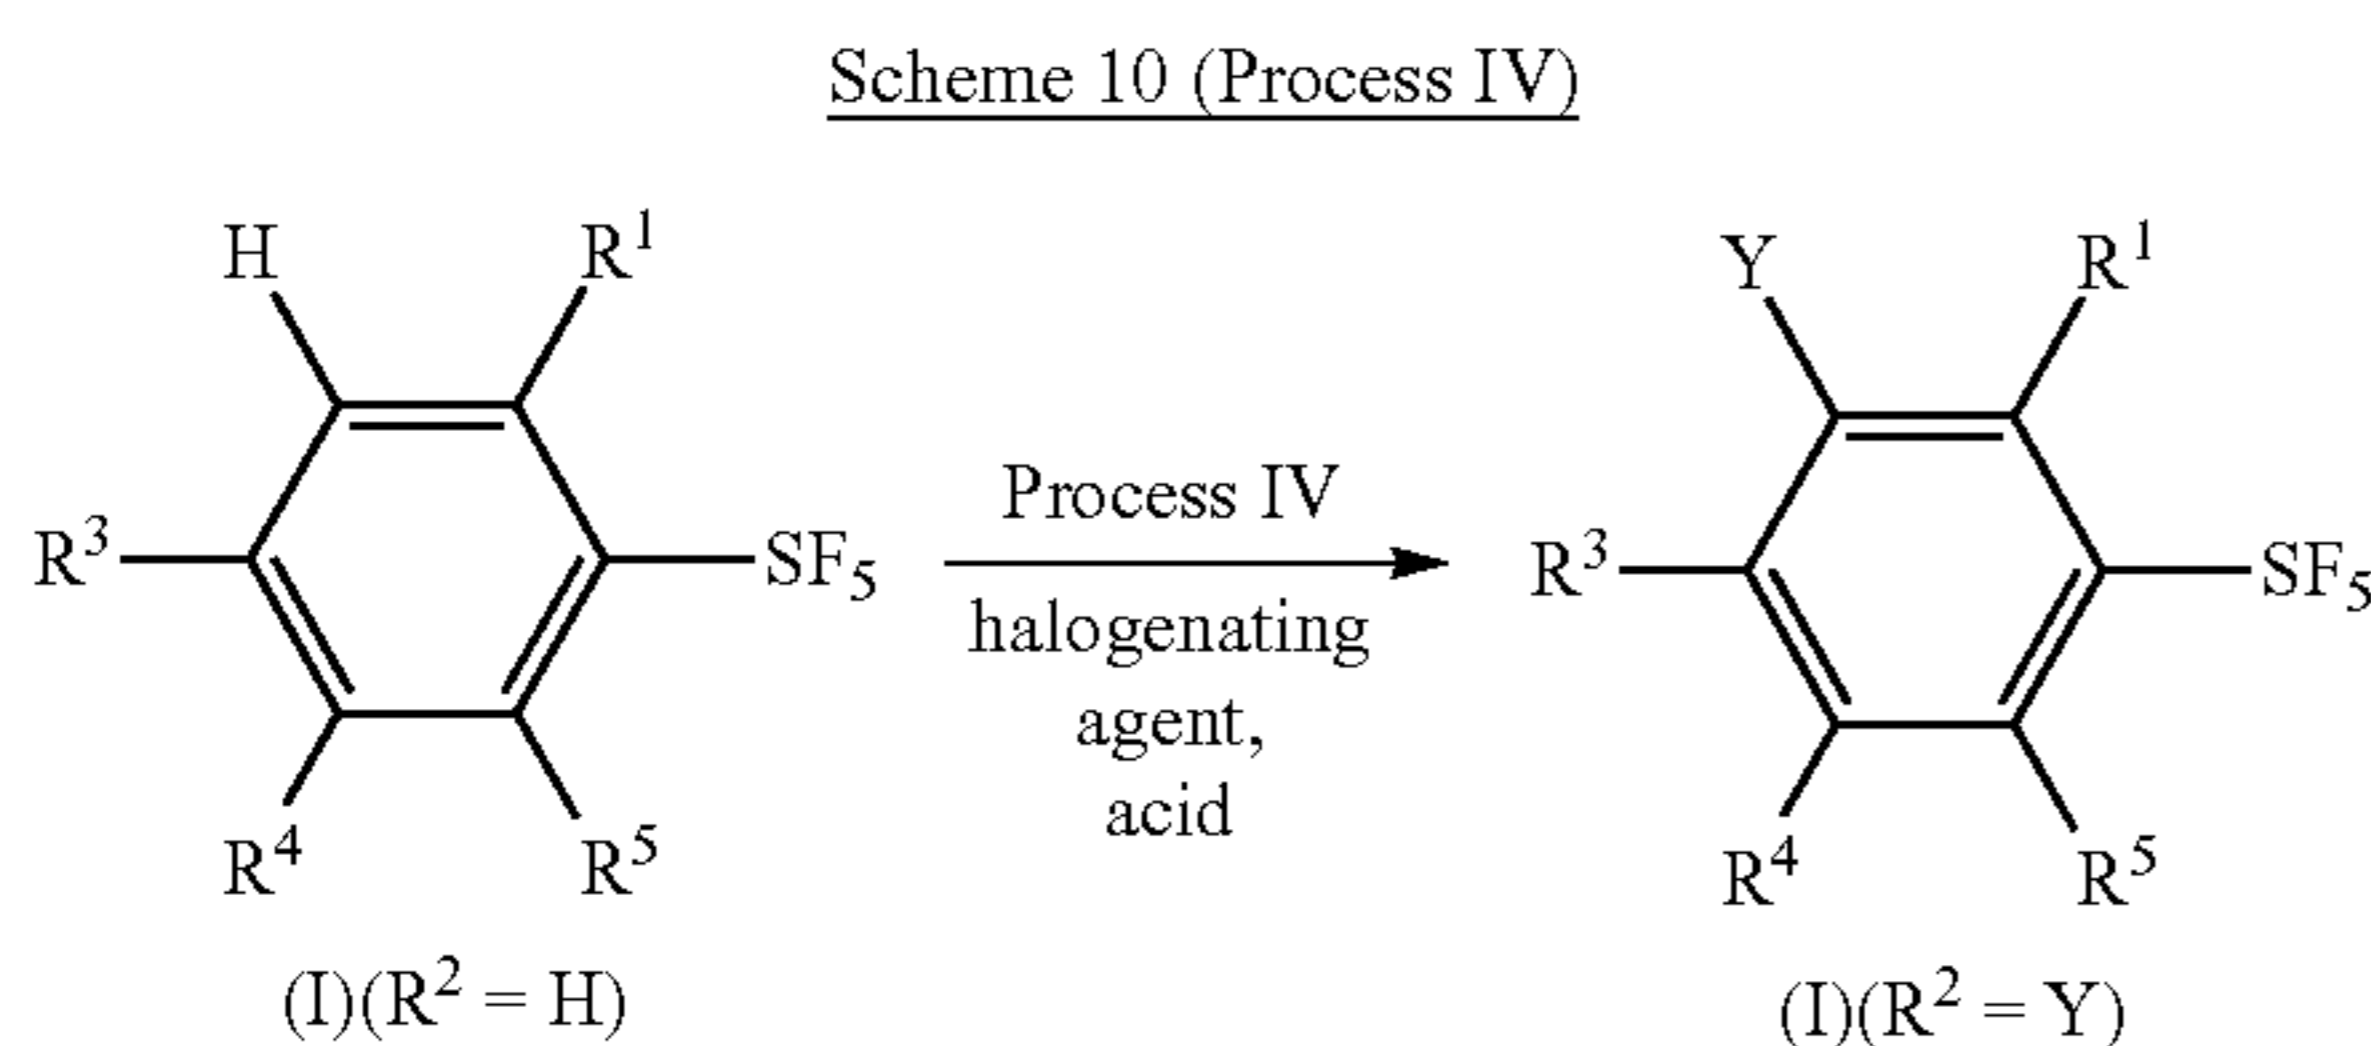 Scheme 10 (Process IV)
H R¹ Y R¹
R³ SF₅ Process IV R³ SF₅
halogenating
agent,
acid
R⁴ R⁵ R⁴ R⁵
(I)(R² = H) (I)(R² = Y)